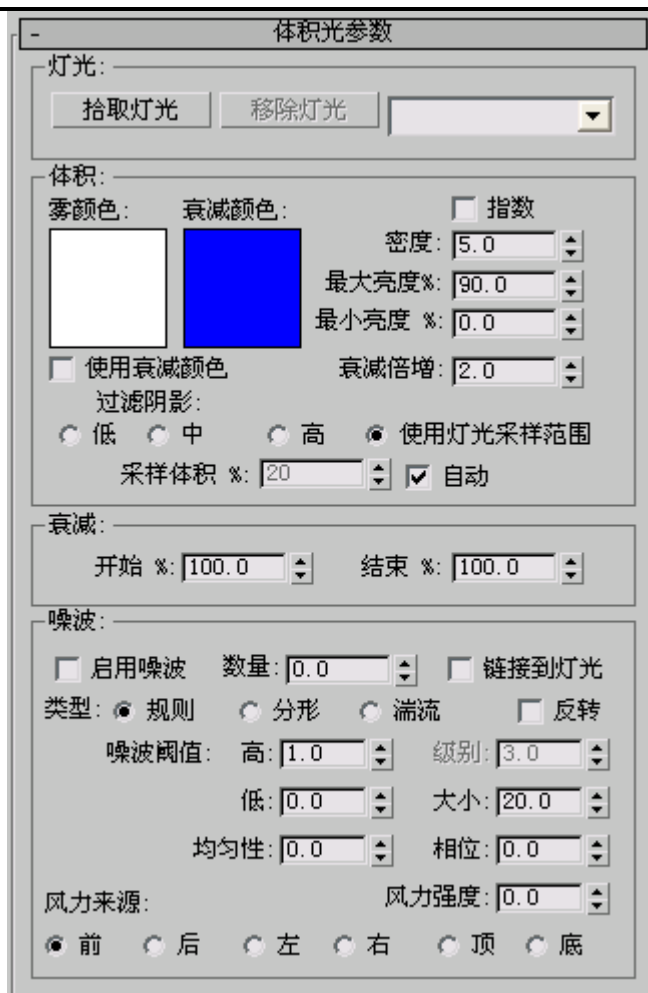 - 体积光参数
灯光:
拾取灯光 移除灯光
体积:
雾颜色: 衰减颜色: 指数
密度: 5.0
最大亮度%: 90.0
最小亮度 %: 0.0
使用衰减颜色 衰减倍增: 2.0
过滤阴影:
低 中 高 使用灯光采样范围
采样体积 %: 20 自动
衰减:
开始 %: 100.0 结束 %: 100.0
噪波:
启用噪波 数量: 0.0 链接到灯光
类型: 规则 分形 湍流 反转
噪波阈值: 高: 1.0 级别: 3.0
低: 0.0 大小: 20.0
均匀性: 0.0 相位: 0.0
风力来源: 风力强度: 0.0
前 后 左 右 顶 底